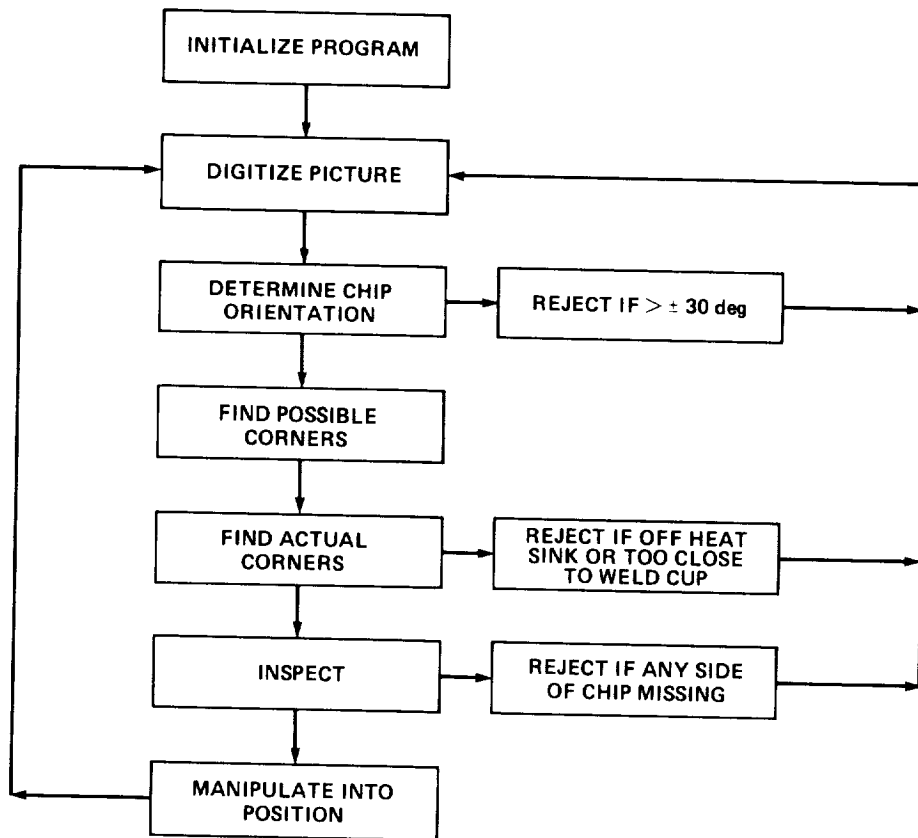 INITIALIZE PROGRAM
DIGITIZE PICTURE
DETERMINE CHIP
ORIENTATION
REJECT IF > ± 30 deg
FIND POSSIBLE
CORNERS
FIND ACTUAL
CORNERS
REJECT IF OFF HEAT
SINK OR TOO CLOSE
TO WELD CUP
INSPECT
REJECT IF ANY SIDE
OF CHIP MISSING
MANIPULATE INTO
POSITION